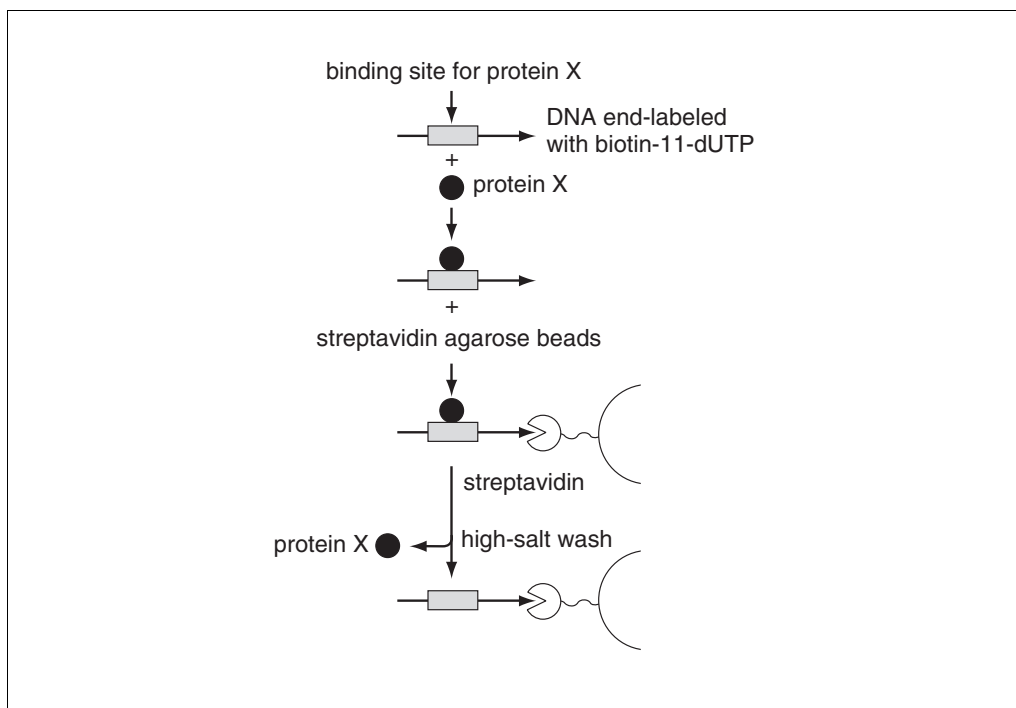 binding site for protein X
DNA end-labeled
with biotin-11-dUTP
+
protein X
+
streptavidin agarose beads
streptavidin
protein X
high-salt wash